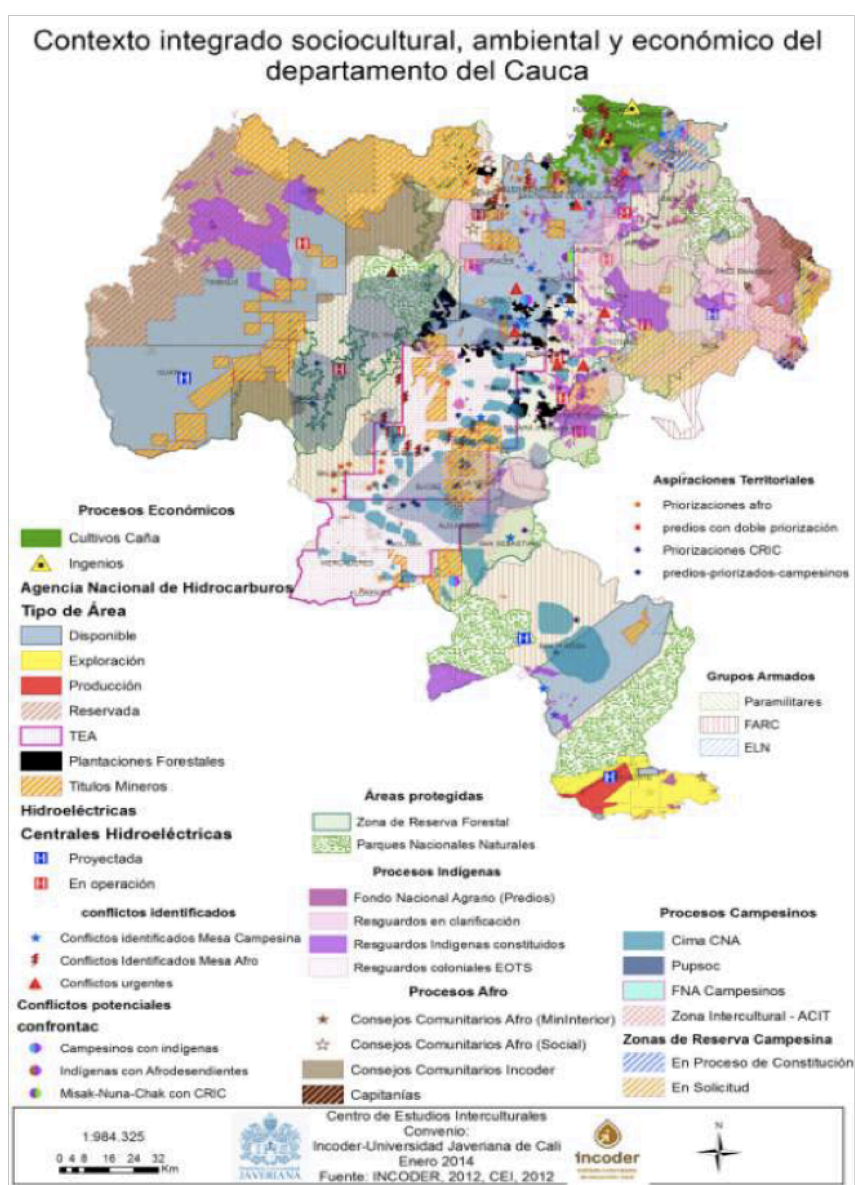 Contexto integrado sociocultural, ambiental y económico del
departamento del Cauca
TIMBIQUI
GUAPI
MERCADERES
SAN SEBASTIAN
Procesos Económicos
Cultivos Caña
Ingenios
Agencia Nacional de Hidrocarburos
Tipo de Área
Disponible
Exploración
Producción
Reservada
TEA
Plantaciones Forestales
Titulos Mineros
Hidroeléctricas
Centrales Hidroeléctricas
Proyectada
En operación
conflictos identificados
Conflictos identificados Mesa Campesina
Conflictos Identificados Mesa Afro
Conflictos urgentes
Conflictos potenciales
confrontac
Campesinos con indígenas
Indígenas con Afrodesendientes
Misak-Nuna-Chak con CRIC
Áreas protegidas
Zona de Reserva Forestal
Parques Nacionales Naturales
Procesos Indígenas
Fondo Nacional Agrario (Predios)
Resguardos en clarificación
Resguardos Indigenas constituidos
Resguardos coloniales EOTS
Procesos Afro
Consejos Comunitarios Afro (MinInterior)
Consejos Comunitarios Afro (Social)
Consejos Comunitarios Incoder
Capitanías
Aspiraciones Territoriales
Priorizaciones afro
predios con doble priorización
Priorizaciones CRIC
predios-priorizados-campesinos
Grupos Armados
Paramilitares
FARC
ELN
Procesos Campesinos
Cima CNA
Pupsoc
FNA Campesinos
Zona Intercultural - ACIT
Zonas de Reserva Campesina
En Proceso de Constitución
En Solicitud
1:984.325
0 4 8 16 24 32
Km
JAVERIANA
Centro de Estudios Interculturales
Convenio:
Incoder-Universidad Javeriana de Cali
Enero 2014
Fuente: INCODER, 2012, CEI, 2012
incoder
N